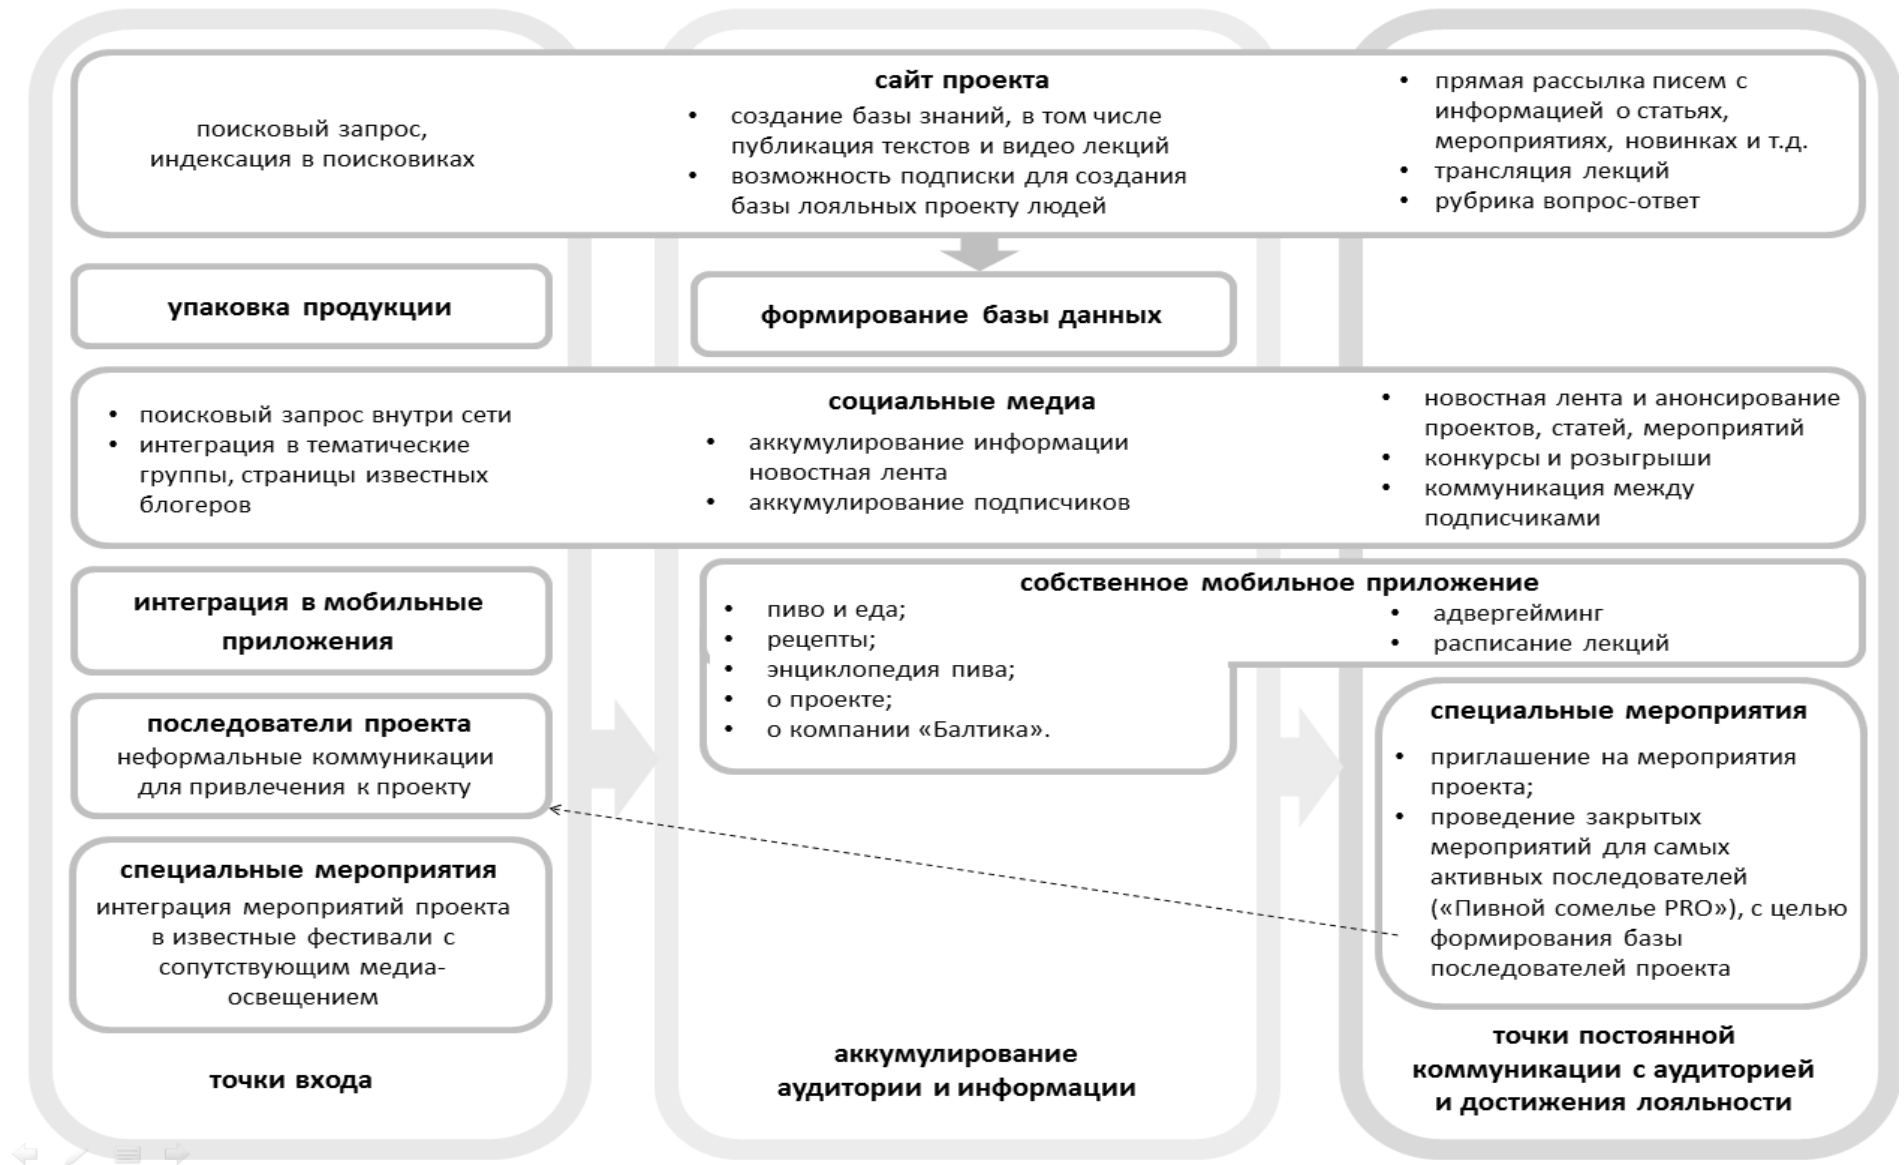 сайт проекта
поисковый запрос,
индексация в поисковиках
• создание базы знаний, в том числе
публикация текстов и видео лекций
• возможность подписки для создания
базы лояльных проекту людей
• прямая рассылка писем с
информацией о статьях,
мероприятиях, новинках и т.д.
• трансляция лекций
• рубрика вопрос-ответ
упаковка продукции
формирование базы данных
социальные медиа
• поисковый запрос внутри сети
• интеграция в тематические
группы, страницы известных
блогеров
• аккумулирование информации
новостная лента
• аккумулирование подписчиков
• новостная лента и анонсирование
проектов, статей, мероприятий
• конкурсы и розыгрыши
• коммуникация между
подписчиками
интеграция в мобильные
приложения
собственное мобильное приложение
• пиво и еда;
• рецепты;
• энциклопедия пива;
• о проекте;
• о компании «Балтика».
• адвергейминг
• расписание лекций
последователи проекта
неформальные коммуникации
для привлечения к проекту
специальные мероприятия
интеграция мероприятий проекта
в известные фестивали с
сопутствующим медиа-
освещением
специальные мероприятия
• приглашение на мероприятия
проекта;
• проведение закрытых
мероприятий для самых
активных последователей
(«Пивной сомелье PRO»), с целью
формирования базы
последователей проекта
точки входа
аккумулирование
аудитории и информации
точки постоянной
коммуникации с аудиторией
и достижения лояльности